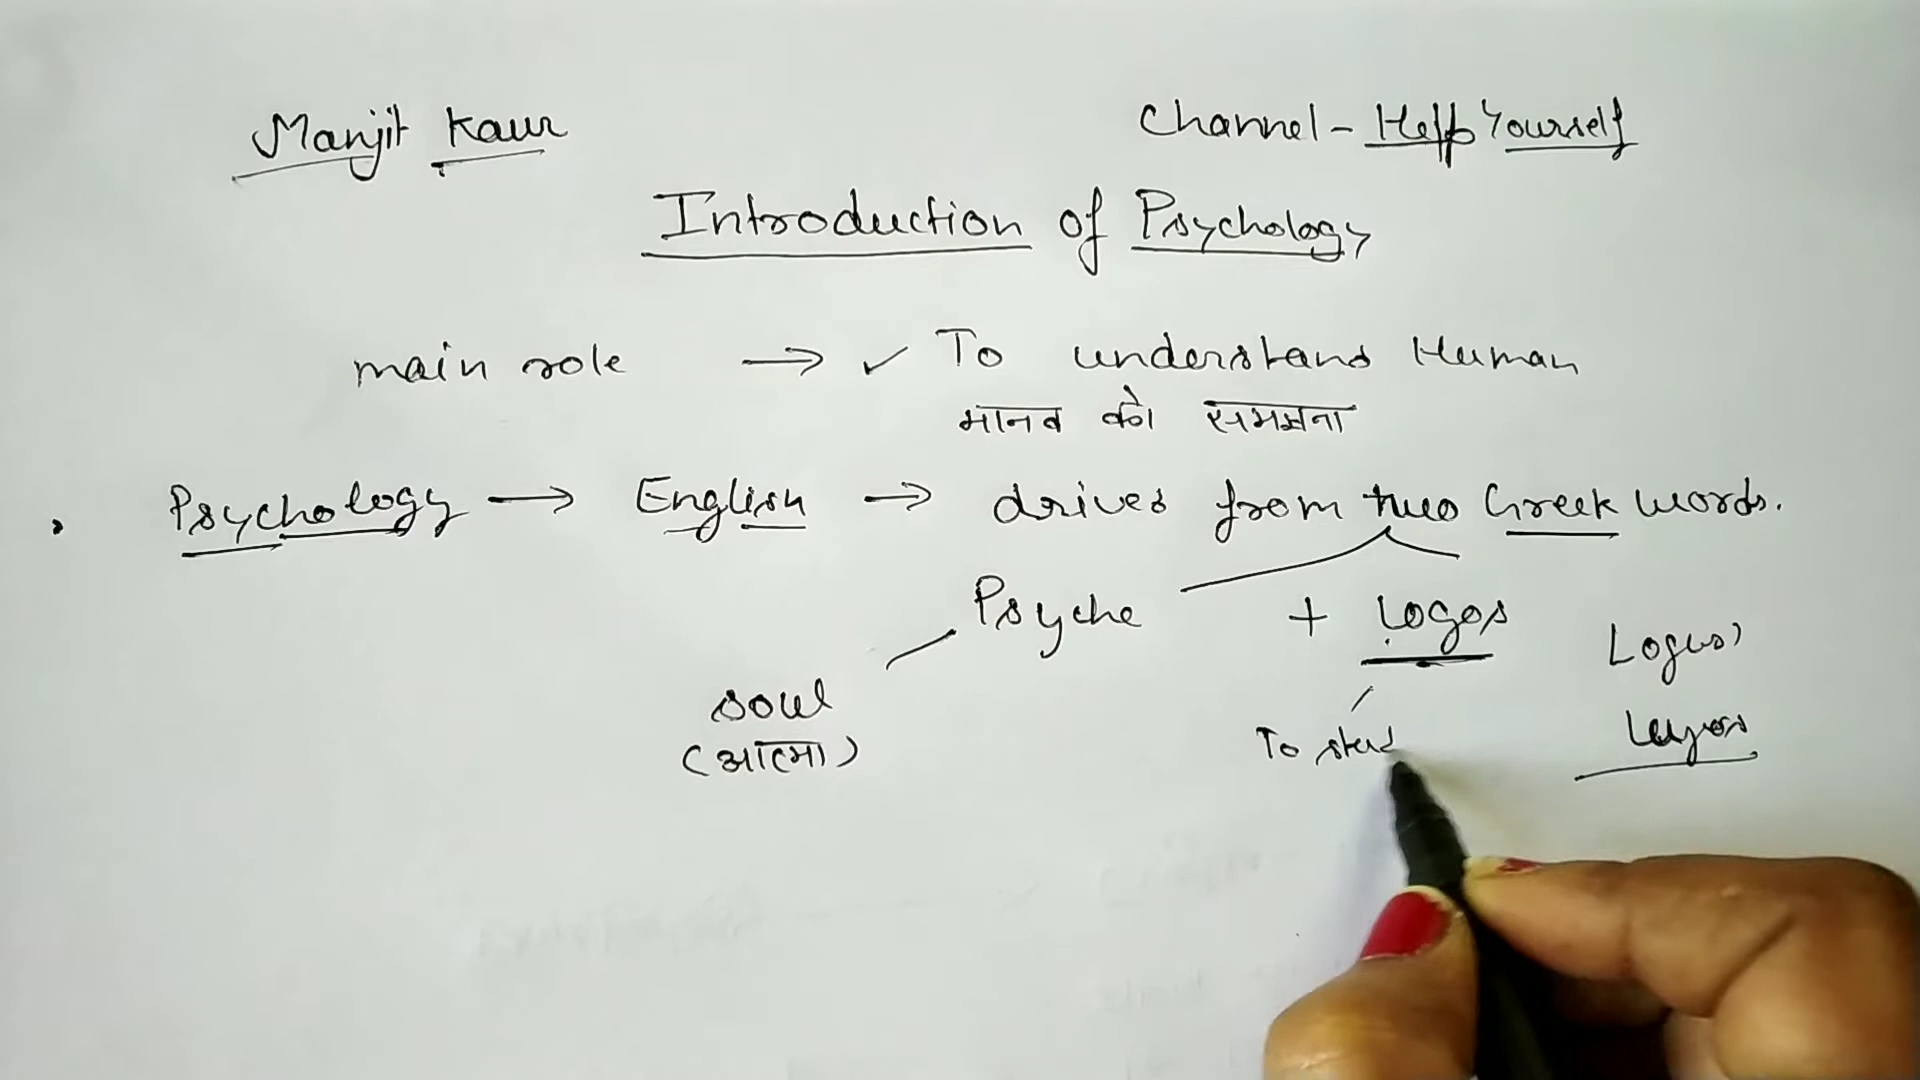 Manjit Kaur
Channel - Help Yourself
Introduction of Psychology
main role → ✓ To understand Human
मानव को समझना
Psychology → English → drives from two Greek words.
Psyche + Logos
Logus,
soul
(आत्मा)
To stud